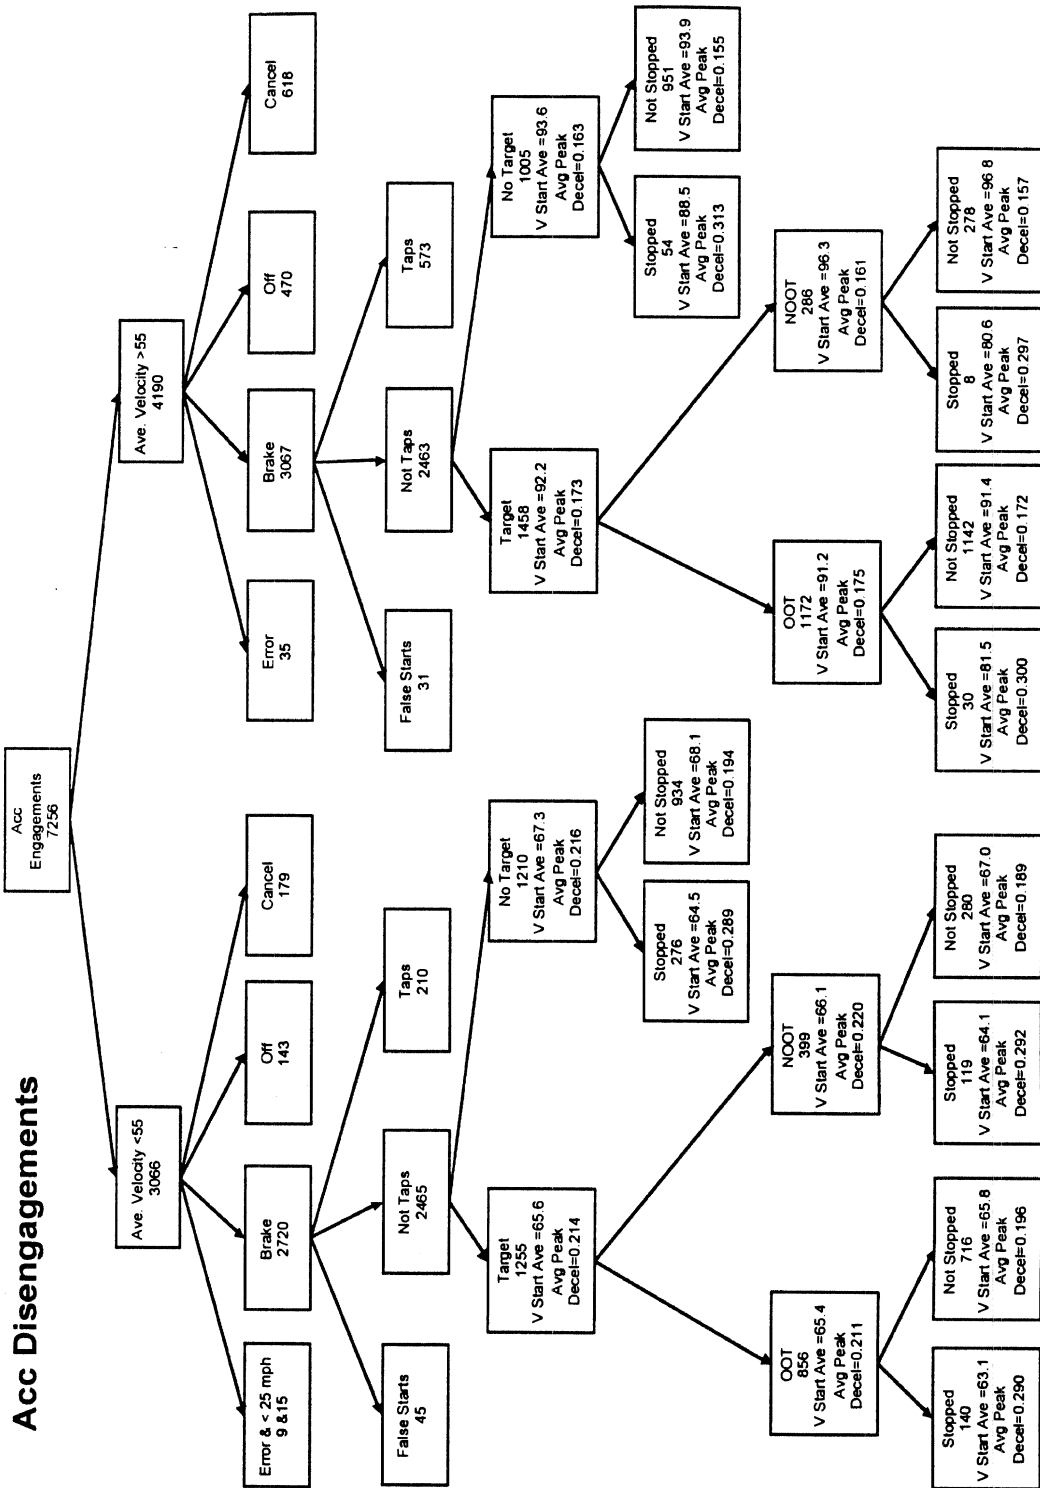 Acc Disengagements
Acc
Engagements
7256
Ave. Velocity <55
3066
Ave. Velocity >55
4190
Error & < 25 mph
9 &15
Brake
2720
Off
143
Cancel
179
Error
35
Brake
3067
Off
470
Cancel
618
False Starts
45
Not Taps
2465
Taps
210
False Starts
31
Not Taps
2463
Taps
573
Target
1255
V Start Ave =65.6
Avg Peak
Decel=0.214
No Target
1210
V Start Ave =67.3
Avg Peak
Decel=0.216
Target
1458
V Start Ave =92.2
Avg Peak
Decel=0.173
No Target
1005
V Start Ave =93.6
Avg Peak
Decel=0.163
Stopped
276
V Start Ave =64.5
Avg Peak
Decel=0.289
Not Stopped
934
V Start Ave =68.1
Avg Peak
Decel=0.194
Stopped
54
V Start Ave =88.5
Avg Peak
Decel=0.313
Not Stopped
951
V Start Ave =93.9
Avg Peak
Decel=0.155
OOT
856
V Start Ave =65.4
Avg Peak
Decel=0.211
NOOT
399
V Start Ave =66.1
Avg Peak
Decel=0.220
OOT
1172
V Start Ave =91.2
Avg Peak
Decel=0.175
NOOT
286
V Start Ave =96.3
Avg Peak
Decel=0.161
Stopped
140
V Start Ave =63.1
Avg Peak
Decel=0.290
Not Stopped
716
V Start Ave =65.8
Avg Peak
Decel=0.196
Stopped
119
V Start Ave =64.1
Avg Peak
Decel=0.292
Not Stopped
280
V Start Ave =67.0
Avg Peak
Decel=0.189
Stopped
30
V Start Ave =81.5
Avg Peak
Decel=0.300
Not Stopped
1142
V Start Ave =91.4
Avg Peak
Decel=0.172
Stopped
8
V Start Ave =80.6
Avg Peak
Decel=0.297
Not Stopped
278
V Start Ave =96.8
Avg Peak
Decel=0.157